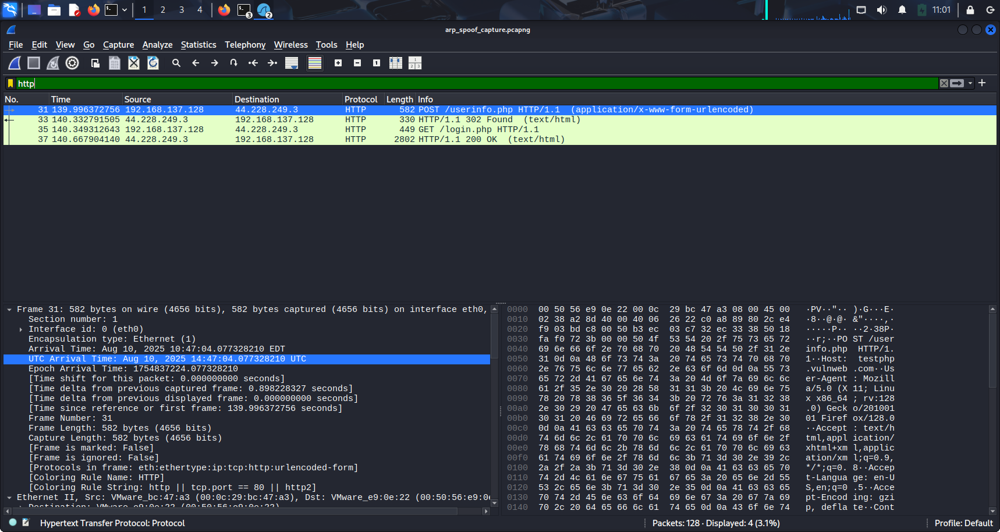 1 2 3 4 3 2 11:01
arp_spoof_capture.pcapng
File Edit View Go Capture Analyze Statistics Telephony Wireless Tools Help
http
No. Time Source Destination Protocol Length Info
31 139.996372756 192.168.137.128 44.228.249.3 HTTP 582 POST /userinfo.php HTTP/1.1  (application/x-www-form-urlencoded)
33 140.332791505 44.228.249.3 192.168.137.128 HTTP 330 HTTP/1.1 302 Found  (text/html)
35 140.349312643 192.168.137.128 44.228.249.3 HTTP 449 GET /login.php HTTP/1.1
37 140.667904140 44.228.249.3 192.168.137.128 HTTP 2802 HTTP/1.1 200 OK  (text/html)
Frame 31: 582 bytes on wire (4656 bits), 582 bytes captured (4656 bits) on interface eth0,
Section number: 1
Interface id: 0 (eth0)
Encapsulation type: Ethernet (1)
Arrival Time: Aug 10, 2025 10:47:04.077328210 EDT
UTC Arrival Time: Aug 10, 2025 14:47:04.077328210 UTC
Epoch Arrival Time: 1754837224.077328210
[Time shift for this packet: 0.000000000 seconds]
[Time delta from previous captured frame: 0.898228327 seconds]
[Time delta from previous displayed frame: 0.000000000 seconds]
[Time since reference or first frame: 139.996372756 seconds]
Frame Number: 31
Frame Length: 582 bytes (4656 bits)
Capture Length: 582 bytes (4656 bits)
[Frame is marked: False]
[Frame is ignored: False]
[Protocols in frame: eth:ethertype:ip:tcp:http:urlencoded-form]
[Coloring Rule Name: HTTP]
[Coloring Rule String: http || tcp.port == 80 || http2]
Ethernet II, Src: VMware_bc:47:a3 (00:0c:29:bc:47:a3), Dst: VMware_e9:0e:22 (00:50:56:e9:0e
Destination: VMware_e9:0e:22 (00:50:56:e9:0e:22)
0000 00 50 56 e9 0e 22 00 0c 29 bc 47 a3 08 00 45 00 ·PV··"·· )·G···E·
0010 02 38 a2 8d 40 00 40 06 26 22 c0 a8 89 80 2c e4 ·8··@·@· &"····,·
0020 f9 03 bd c8 00 50 b3 ec 03 c7 32 ec 33 38 50 18 ·····P·· ··2·38P·
0030 fa f0 72 3b 00 00 50 4f 53 54 20 2f 75 73 65 72 ··r;··PO ST /user
0040 69 6e 66 6f 2e 70 68 70 20 48 54 54 50 2f 31 2e info.php  HTTP/1.
0050 31 0d 0a 48 6f 73 74 3a 20 74 65 73 74 70 68 70 1··Host:  testphp
0060 2e 76 75 6c 6e 77 65 62 2e 63 6f 6d 0d 0a 55 73 .vulnweb .com··Us
0070 65 72 2d 41 67 65 6e 74 3a 20 4d 6f 7a 69 6c 6c er-Agent : Mozill
0080 61 2f 35 2e 30 20 28 58 31 31 3b 20 4c 69 6e 75 a/5.0 (X 11; Linu
0090 78 20 78 38 36 5f 36 34 3b 20 72 76 3a 31 32 38 x x86_64 ; rv:128
00a0 2e 30 29 20 47 65 63 6b 6f 2f 32 30 31 30 30 31 .0) Geck o/201001
00b0 30 31 20 46 69 72 65 66 6f 78 2f 31 32 38 2e 30 01 Firef ox/128.0
00c0 0d 0a 41 63 63 65 70 74 3a 20 74 65 78 74 2f 68 ··Accept : text/h
00d0 74 6d 6c 2c 61 70 70 6c 69 63 61 74 69 6f 6e 2f tml,appl ication/
00e0 78 68 74 6d 6c 2b 78 6d 6c 2c 61 70 70 6c 69 63 xhtml+xm l,applic
00f0 61 74 69 6f 6e 2f 78 6d 6c 3b 71 3d 30 2e 39 2c ation/xm l;q=0.9,
0100 2a 2f 2a 3b 71 3d 30 2e 38 0d 0a 41 63 63 65 70 */*;q=0. 8··Accep
0110 74 2d 4c 61 6e 67 75 61 67 65 3a 20 65 6e 2d 55 t-Langua ge: en-U
0120 53 2c 65 6e 3b 71 3d 30 2e 35 0d 0a 41 63 63 65 S,en;q=0 .5··Acce
0130 70 74 2d 45 6e 63 6f 64 69 6e 67 3a 20 67 7a 69 pt-Encod ing: gzi
0140 70 2c 20 64 65 66 6c 61 74 65 0d 0a 43 6f 6e 74 p, defla te··Cont
Hypertext Transfer Protocol: Protocol Packets: 128 · Displayed: 4 (3.1%) Profile: Default